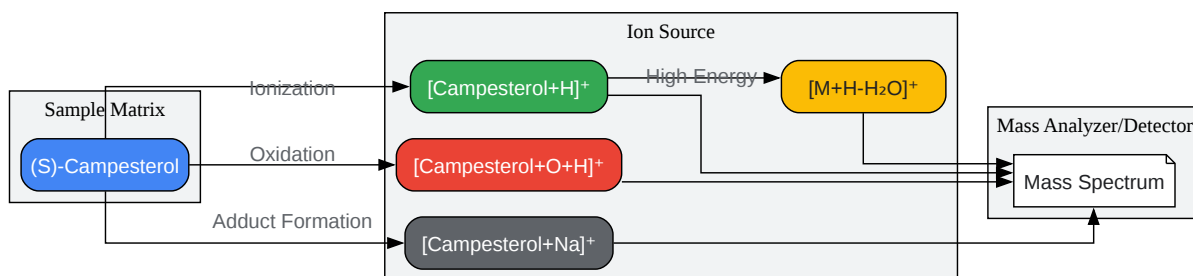 Ion Source
Ionization
[Campesterol+H]⁺
High Energy
[M+H-H₂O]⁺
Sample Matrix
(S)-Campesterol
Oxidation
[Campesterol+O+H]⁺
Mass Analyzer/Detector
Mass Spectrum
Adduct Formation
[Campesterol+Na]⁺